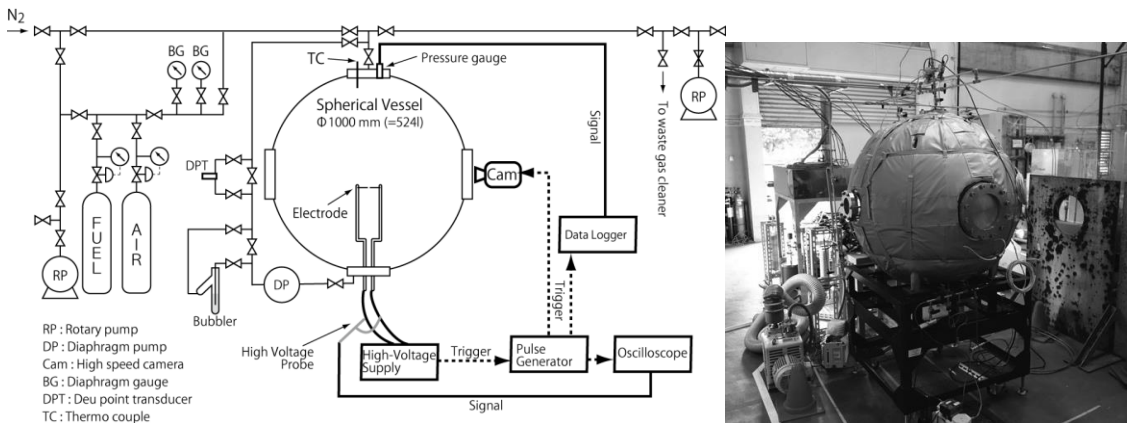 N2
BG BG
TC
Pressure gauge
Spherical Vessel
Φ1000 mm (=524l)
RP
Signal
To waste gas cleaner
DPT
Cam
Electrode
FUEL
AIR
Data Logger
RP
DP
Bubbler
Trigger
RP : Rotary pump
DP : Diaphragm pump
Cam : High speed camera
BG : Diaphragm gauge
DPT : Deu point transducer
TC : Thermo couple
High Voltage
Probe
High-Voltage
Supply
Trigger
Pulse
Generator
Oscilloscope
Signal